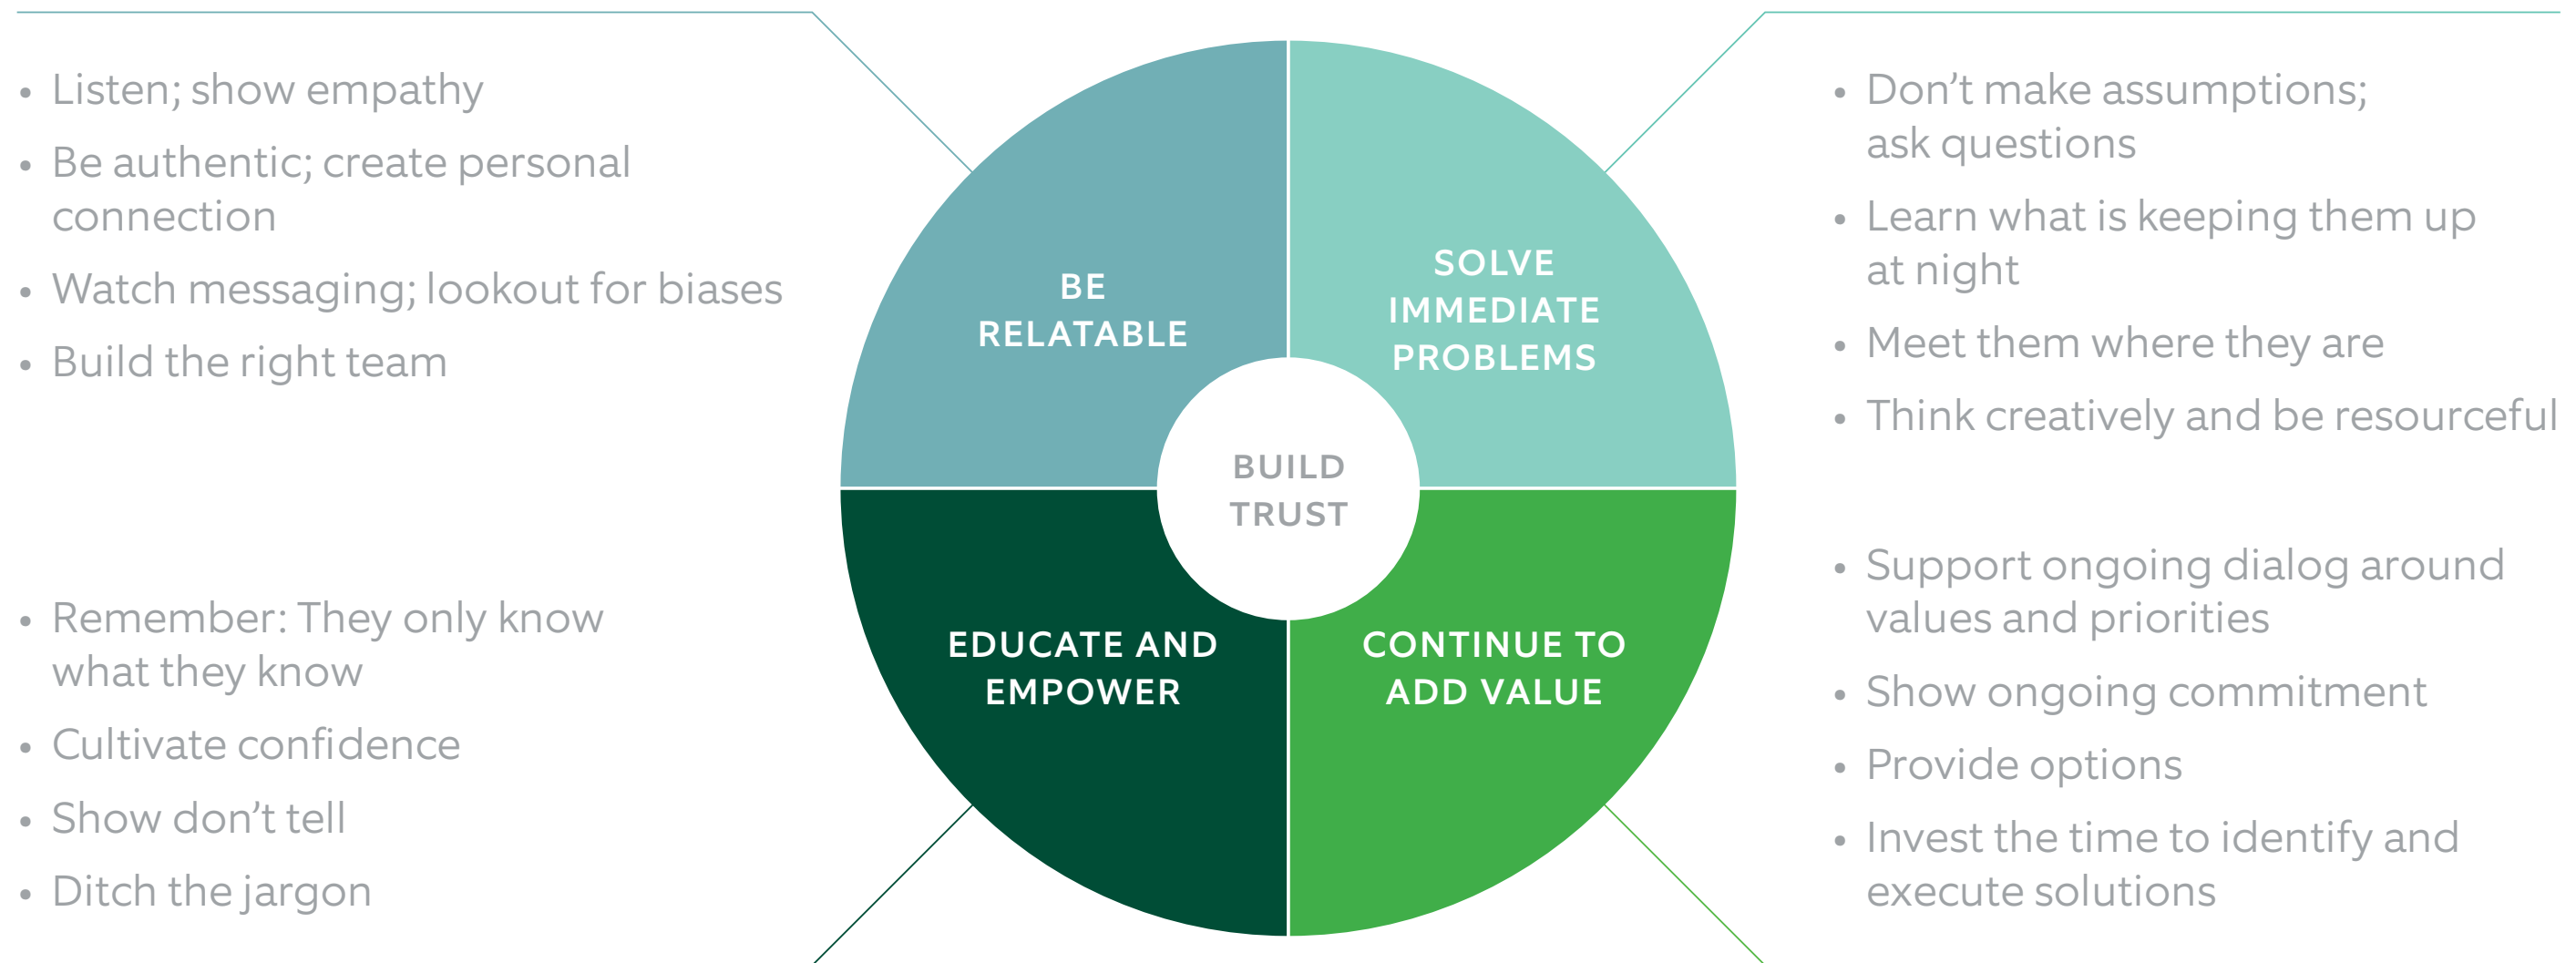 • Listen; show empathy
• Be authentic; create personal
connection
• Watch messaging; lookout for biases
• Build the right team
BE
RELATABLE
SOLVE
IMMEDIATE
PROBLEMS
• Don’t make assumptions;
ask questions
• Learn what is keeping them up
at night
• Meet them where they are
• Think creatively and be resourceful
BUILD
TRUST
• Remember: They only know
what they know
• Cultivate confidence
• Show don’t tell
• Ditch the jargon
EDUCATE AND
EMPOWER
CONTINUE TO
ADD VALUE
• Support ongoing dialog around
values and priorities
• Show ongoing commitment
• Provide options
• Invest the time to identify and
execute solutions